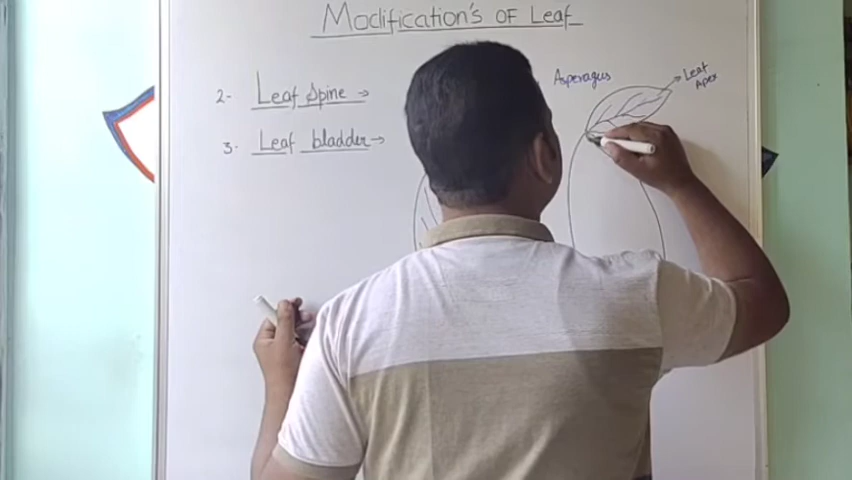 Modification's OF Leaf
2- Leaf Spine →
3- Leaf bladder →
Asperagus
Leaf
Apex